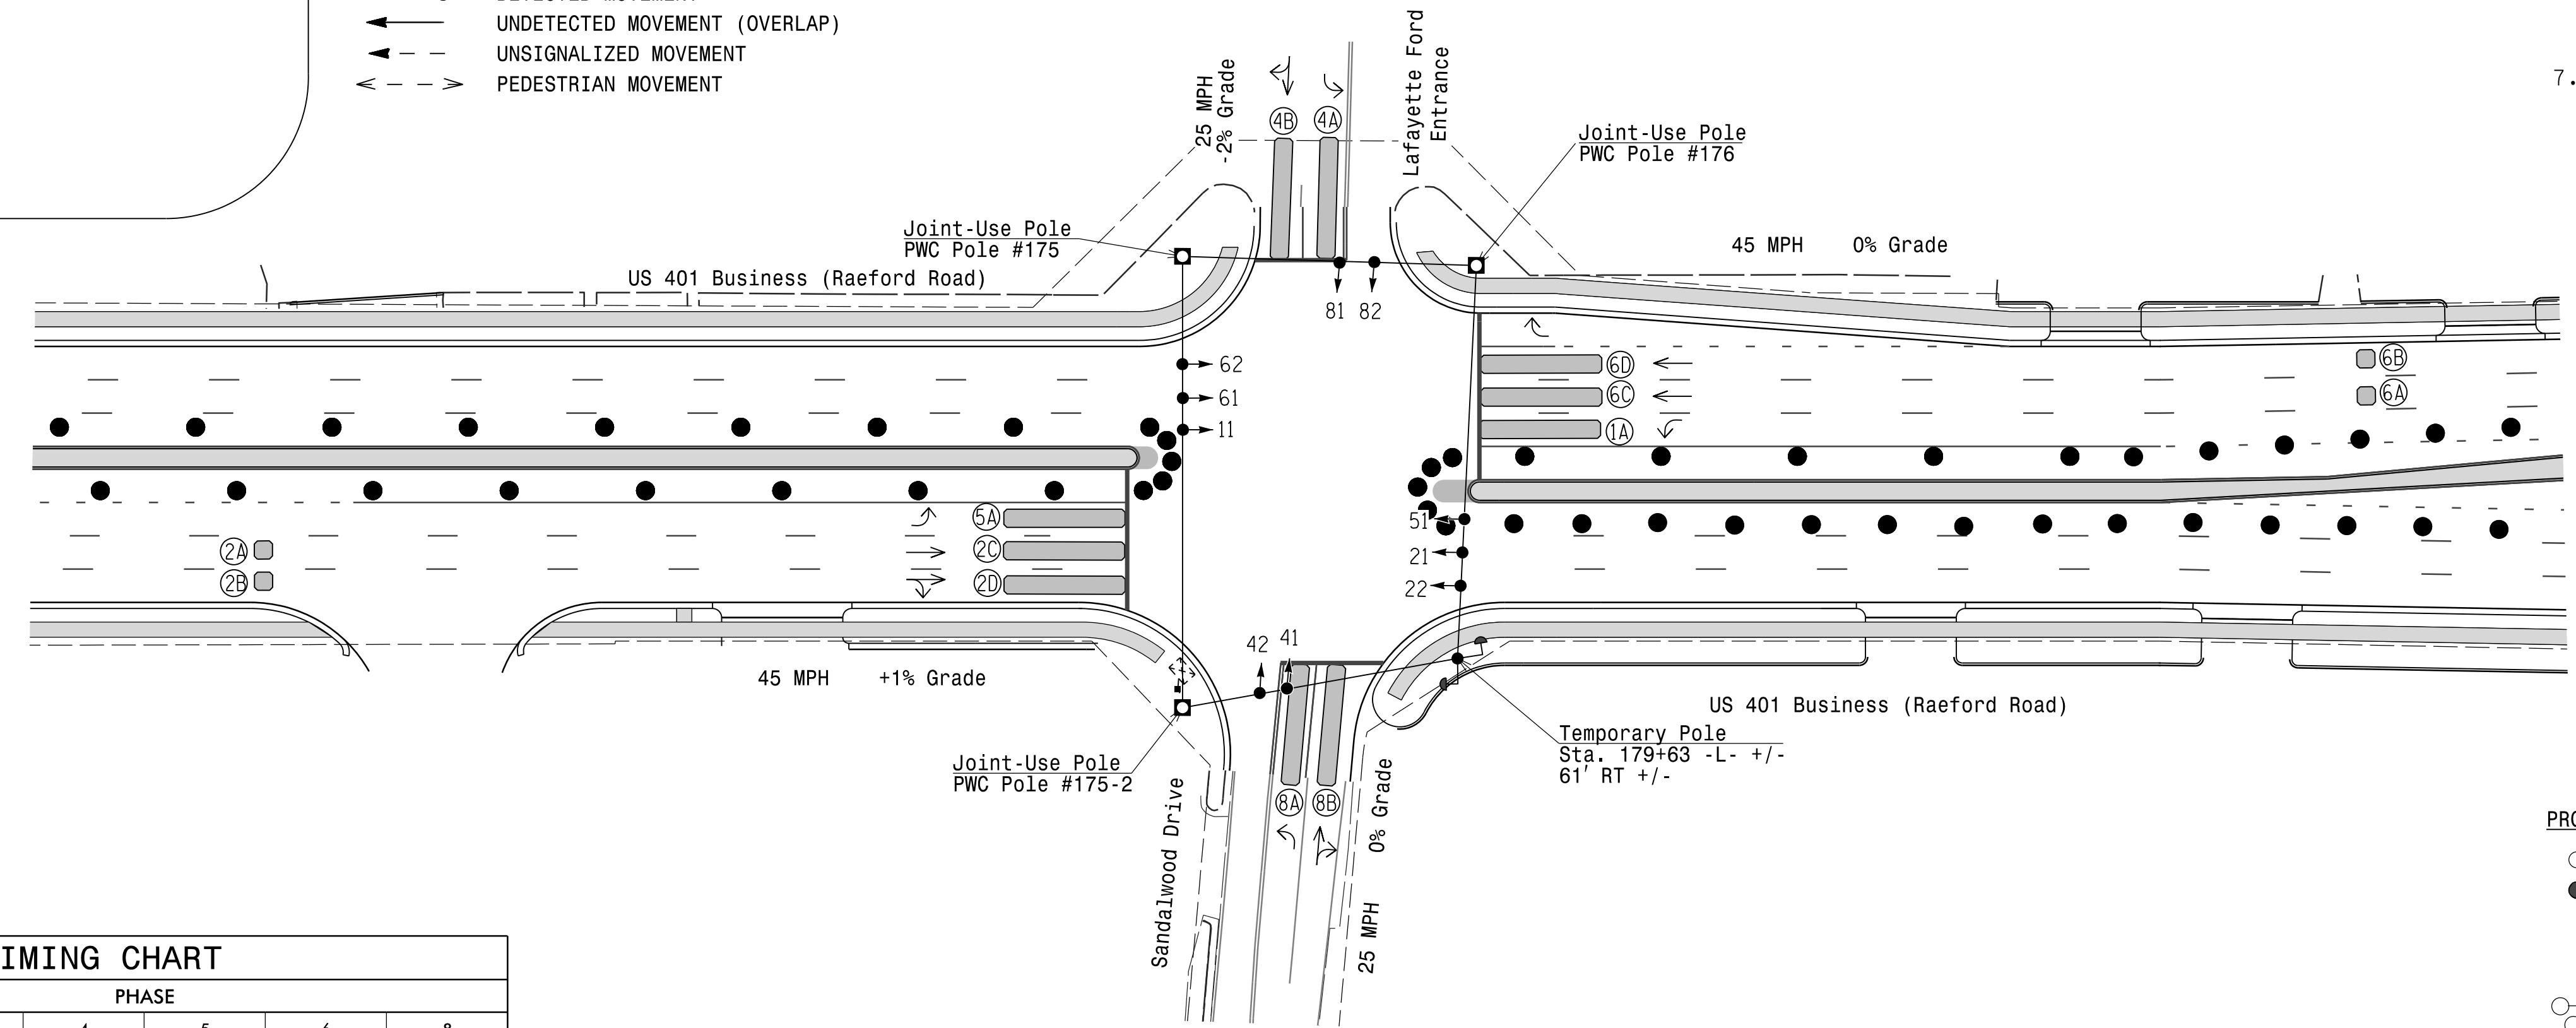 UNDETECTED MOVEMENT (OVERLAP)
UNSIGNALIZED MOVEMENT
PEDESTRIAN MOVEMENT
7.
25 MPH
-2% Grade
4B
4A
Lafayette Ford
Entrance
Joint-Use Pole
PWC Pole #176
Joint-Use Pole
PWC Pole #175
US 401 Business (Raeford Road)
45 MPH 0% Grade
81 82
62
61
11
6D
6C
1A
6B
6A
5A
2C
2D
2A
2B
51
21
22
42 41
45 MPH +1% Grade
US 401 Business (Raeford Road)
Temporary Pole
Sta. 179+63 -L- +/-
61' RT +/-
Joint-Use Pole
PWC Pole #175-2
8A 8B
Sandalwood Drive
25 MPH 0% Grade
PRO
IMING CHART
PHASE